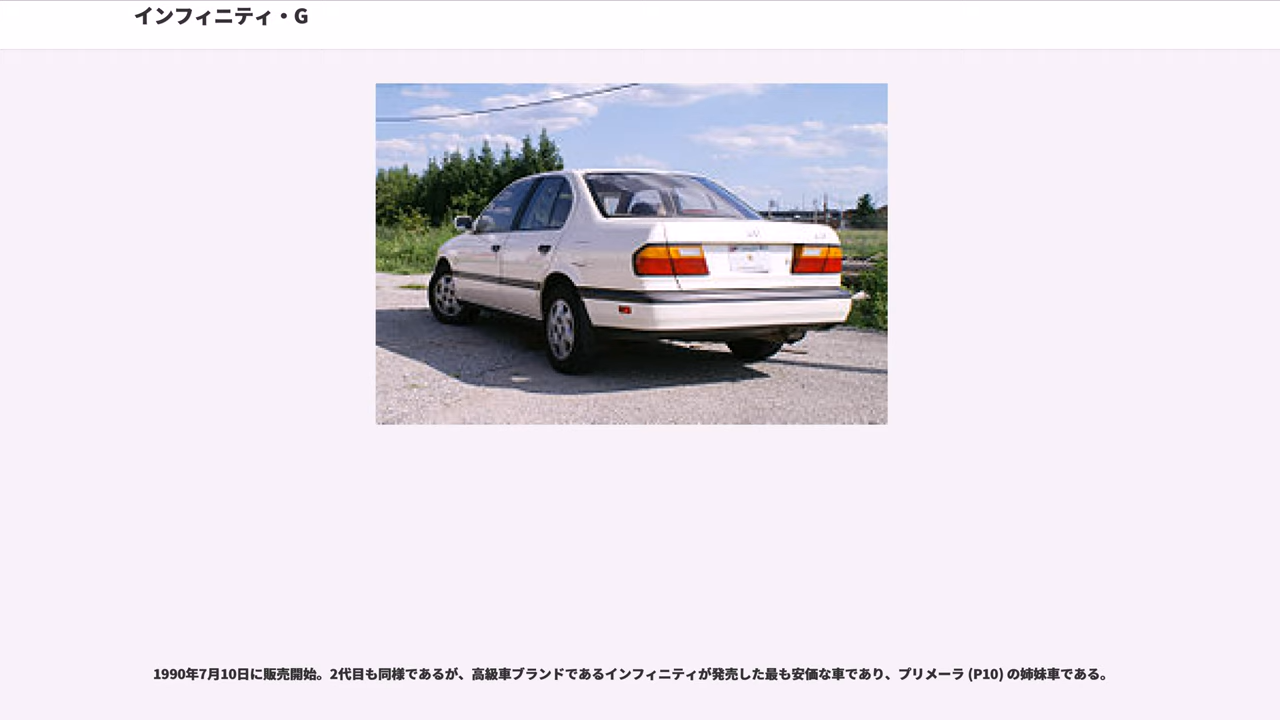 インフィニティ・G
1990年7月10日に販売開始。2代目も同様であるが、高級車ブランドであるインフィニティが発売した最も安価な車であり、プリメーラ (P10) の姉妹車である。